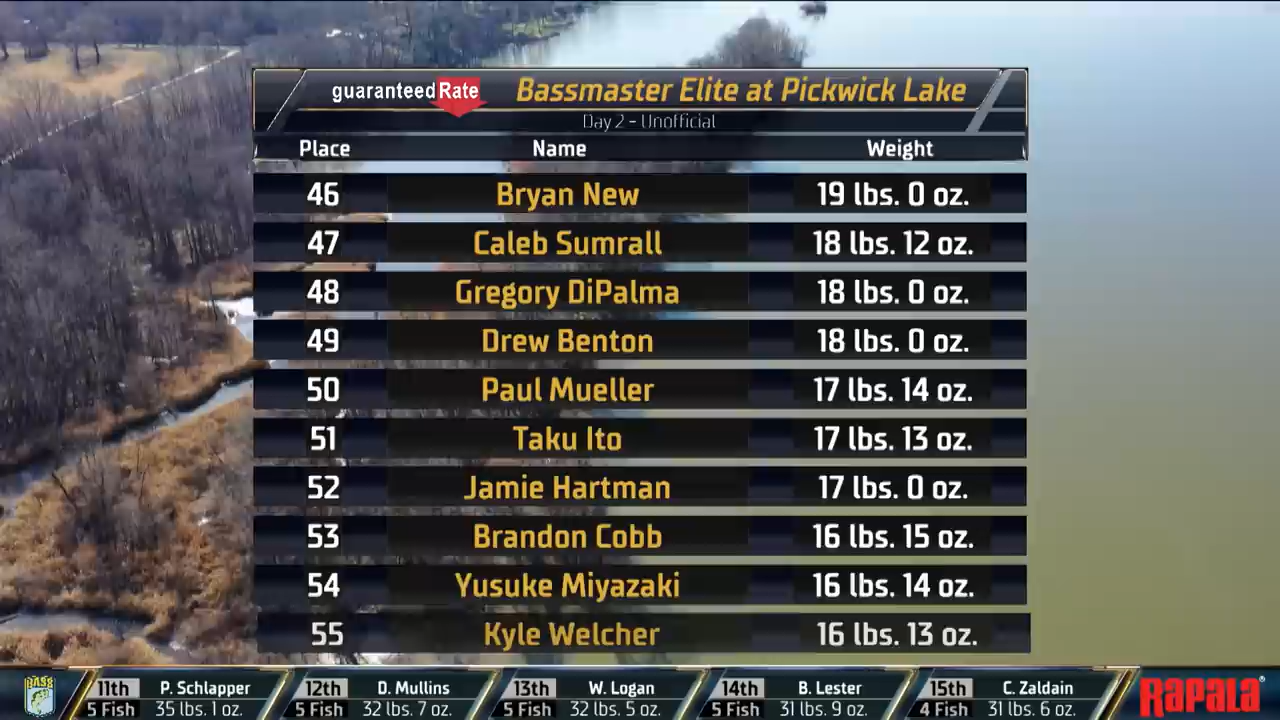 guaranteed Rate Bassmaster Elite at Pickwick Lake
Day 2 - Unofficial
Place Name Weight
46 Bryan New 19 lbs. 0 oz.
47 Caleb Sumrall 18 lbs. 12 oz.
48 Gregory DiPalma 18 lbs. 0 oz.
49 Drew Benton 18 lbs. 0 oz.
50 Paul Mueller 17 lbs. 14 oz.
51 Taku Ito 17 lbs. 13 oz.
52 Jamie Hartman 17 lbs. 0 oz.
53 Brandon Cobb 16 lbs. 15 oz.
54 Yusuke Miyazaki 16 lbs. 14 oz.
55 Kyle Welcher 16 lbs. 13 oz.
BASS 11th P. Schlapper 12th D. Mullins 13th W. Logan 14th B. Lester 15th C. Zaldain RAPALA®
5 Fish 35 lbs. 1 oz. 5 Fish 32 lbs. 7 oz. 5 Fish 32 lbs. 5 oz. 5 Fish 31 lbs. 9 oz. 4 Fish 31 lbs. 6 oz.